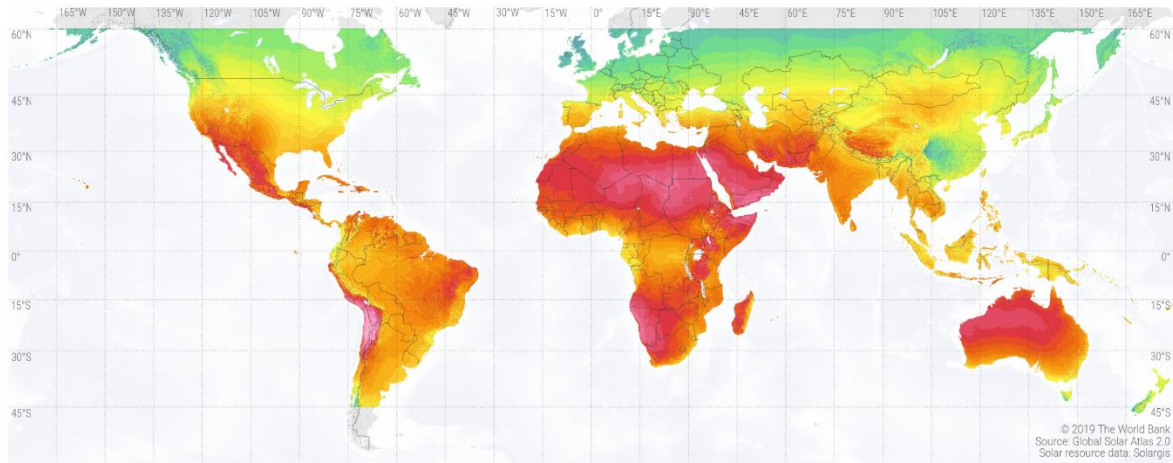 165°W 150°W 135°W 120°W 105°W 90°W 75°W 60°W 45°W 30°W 15°W 0° 15°E 30°E 45°E 60°E 75°E 90°E 105°E 120°E 135°E 150°E 165°E
60°N 60°N
45°N 45°N
30°N 30°N
15°N 15°N
0° 0°
15°S 15°S
30°S 30°S
45°S 45°S
© 2019 The World Bank
Source: Global Solar Atlas 2.0
Solar resource data: Solargis